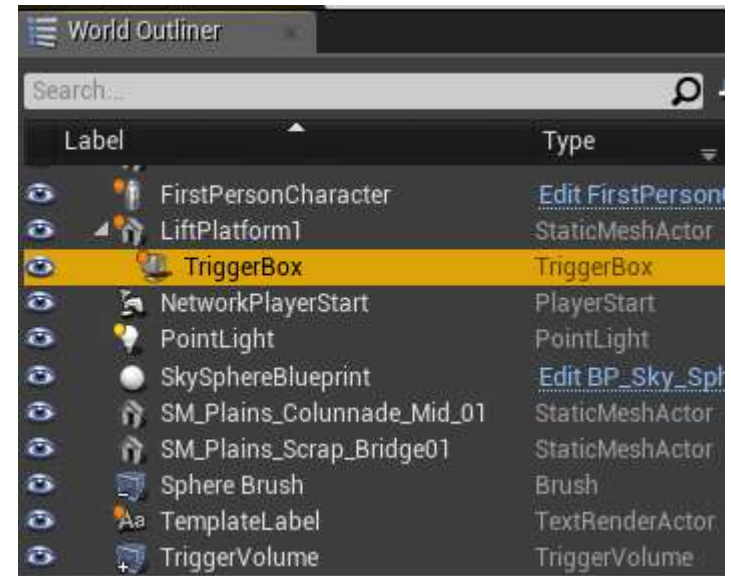 World Outliner
Search...
Label Type
FirstPersonCharacter Edit FirstPerson
LiftPlatform1 StaticMeshActor
TriggerBox TriggerBox
NetworkPlayerStart PlayerStart
PointLight PointLight
SkySphereBlueprint Edit BP_Sky_Sph
SM_Plains_Colunnade_Mid_01 StaticMeshActor
SM_Plains_Scrap_Bridge01 StaticMeshActor
Sphere Brush Brush
Aa TemplateLabel TextRenderActor
TriggerVolume TriggerVolume